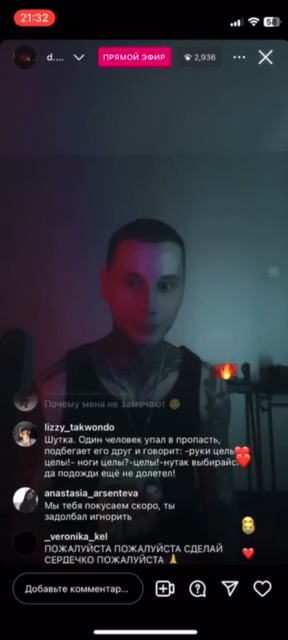 21:32
58
d....
ПРЯМОЙ ЭФИР
2,936
Почему меня не замечают
lizzy_takwondo
Шутка. Один человек упал в пропасть,
подбегает его друг и говорит: -руки целы
целы!- ноги целы?-целы!-нутак выбирайс
да подожди ещё не долетел!
anastasia_arsenteva
Мы тебя покусаем скоро, ты
задолбал игнорить
_veronika_kel
ПОЖАЛУЙСТА ПОЖАЛУЙСТА СДЕЛАЙ
СЕРДЕЧКО ПОЖАЛУЙСТА
Добавьте комментар...